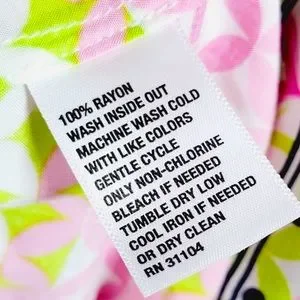 100% RAYON
WASH INSIDE OUT
MACHINE WASH COLD
WITH LIKE COLORS
GENTLE CYCLE
ONLY NON-CHLORINE
BLEACH IF NEEDED
TUMBLE DRY LOW
COOL IRON IF NEEDED
OR DRY CLEAN
RN 31104